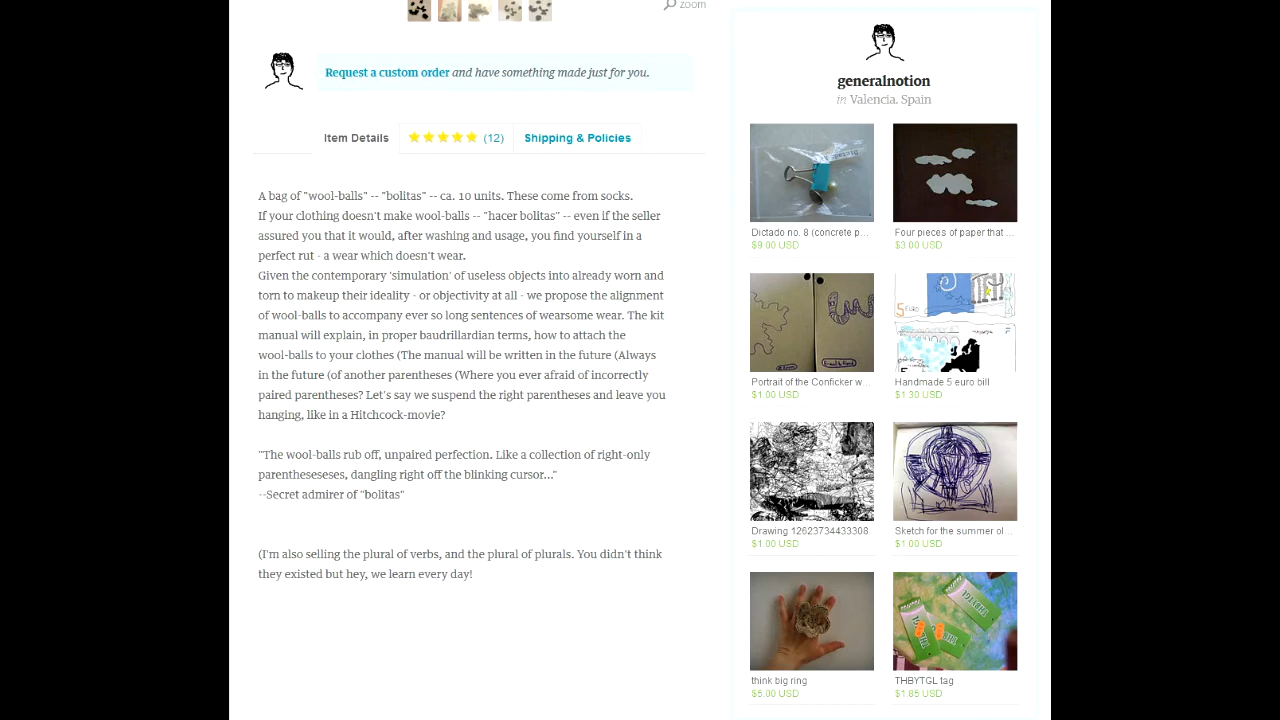 zoom
Request a custom order and have something made just for you.
Item Details
(12)
Shipping & Policies
A bag of "wool-balls" -- "bolitas" -- ca. 10 units. These come from socks.
If your clothing doesn't make wool-balls -- "hacer bolitas" -- even if the seller
assured you that it would, after washing and usage, you find yourself in a
perfect rut - a wear which doesn't wear.
Given the contemporary 'simulation' of useless objects into already worn and
torn to makeup their ideality - or objectivity at all - we propose the alignment
of wool-balls to accompany ever so long sentences of wearsome wear. The kit
manual will explain, in proper baudrillardian terms, how to attach the
wool-balls to your clothes (The manual will be written in the future (Always
in the future (of another parentheses (Where you ever afraid of incorrectly
paired parentheses? Let's say we suspend the right parentheses and leave you
hanging, like in a Hitchcock-movie?
"The wool-balls rub off, unpaired perfection. Like a collection of right-only
parentheseseses, dangling right off the blinking cursor..."
--Secret admirer of "bolitas"
(I'm also selling the plural of verbs, and the plural of plurals. You didn't think
they existed but hey, we learn every day!
generalnotion
in Valencia, Spain
Dictado no. 8 (concrete p...
$9.00 USD
Four pieces of paper that ...
$3.00 USD
5 EURO
Portrait of the Conficker w...
$1.00 USD
Handmade 5 euro bill
$1.30 USD
Drawing 12623734433308
$1.00 USD
Sketch for the summer ol...
$1.00 USD
think big ring
$5.00 USD
THBYTGL tag
$1.85 USD